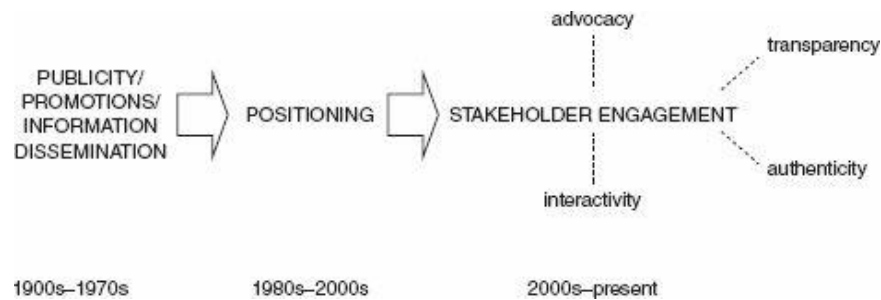 advocacy
transparency
PUBLICITY/
PROMOTIONS/
INFORMATION
DISSEMINATION
POSITIONING
STAKEHOLDER ENGAGEMENT
authenticity
interactivity
1900s–1970s
1980s–2000s
2000s–present